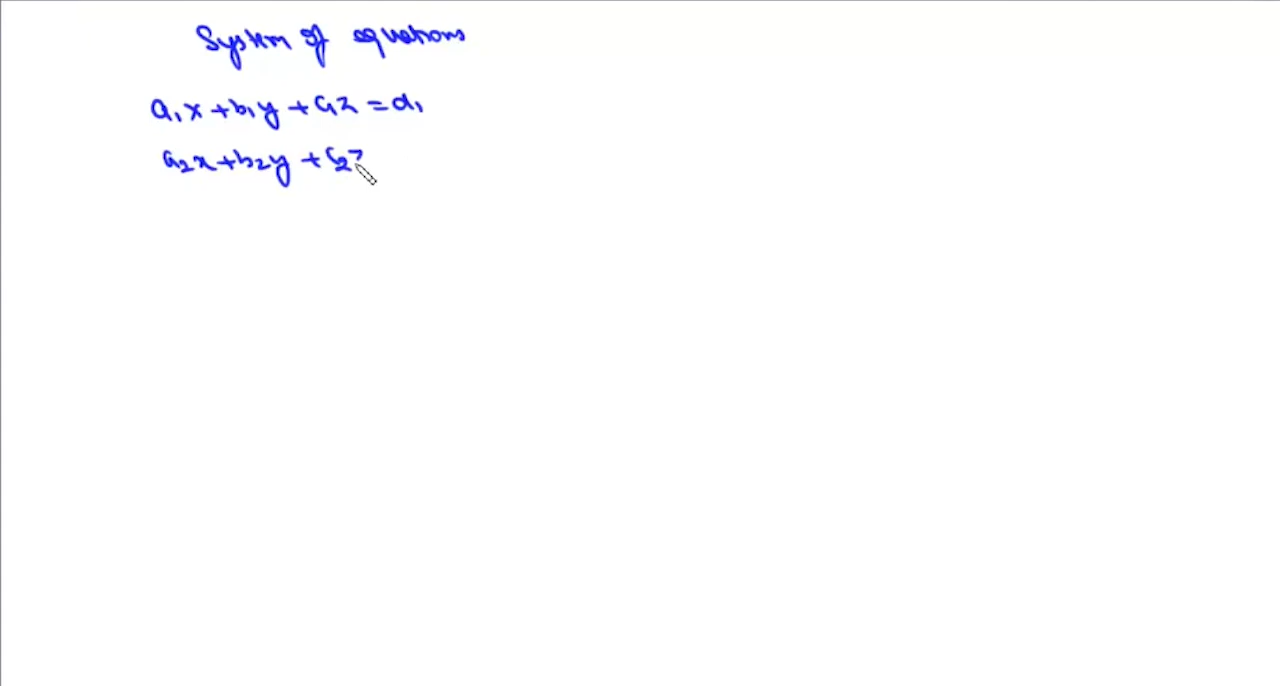 System of equations
a₁x + b₁y + c₁z = d₁
a₂x + b₂y + c₂z